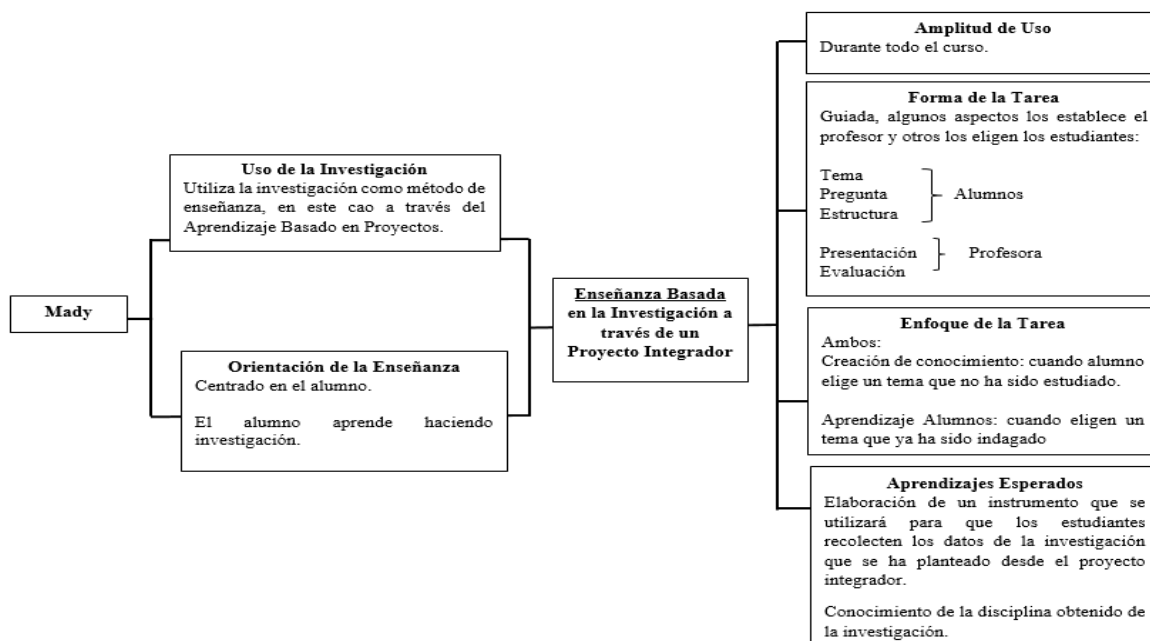 Mady
Uso de la Investigación
Utiliza la investigación como método de
enseñanza, en este cao a través del
Aprendizaje Basado en Proyectos.
Orientación de la Enseñanza
Centrado en el alumno.
El alumno aprende haciendo
investigación.
Enseñanza Basada
en la Investigación a
través de un
Proyecto Integrador
Amplitud de Uso
Durante todo el curso.
Forma de la Tarea
Guiada, algunos aspectos los establece el
profesor y otros los eligen los estudiantes:
Tema
Pregunta
Estructura
Alumnos
Presentación
Evaluación
Profesora
Enfoque de la Tarea
Ambos:
Creación de conocimiento: cuando alumno
elige un tema que no ha sido estudiado.
Aprendizaje Alumnos: cuando eligen un
tema que ya ha sido indagado
Aprendizajes Esperados
Elaboración de un instrumento que se
utilizará para que los estudiantes
recolecten los datos de la investigación
que se ha planteado desde el proyecto
integrador.
Conocimiento de la disciplina obtenido de
la investigación.